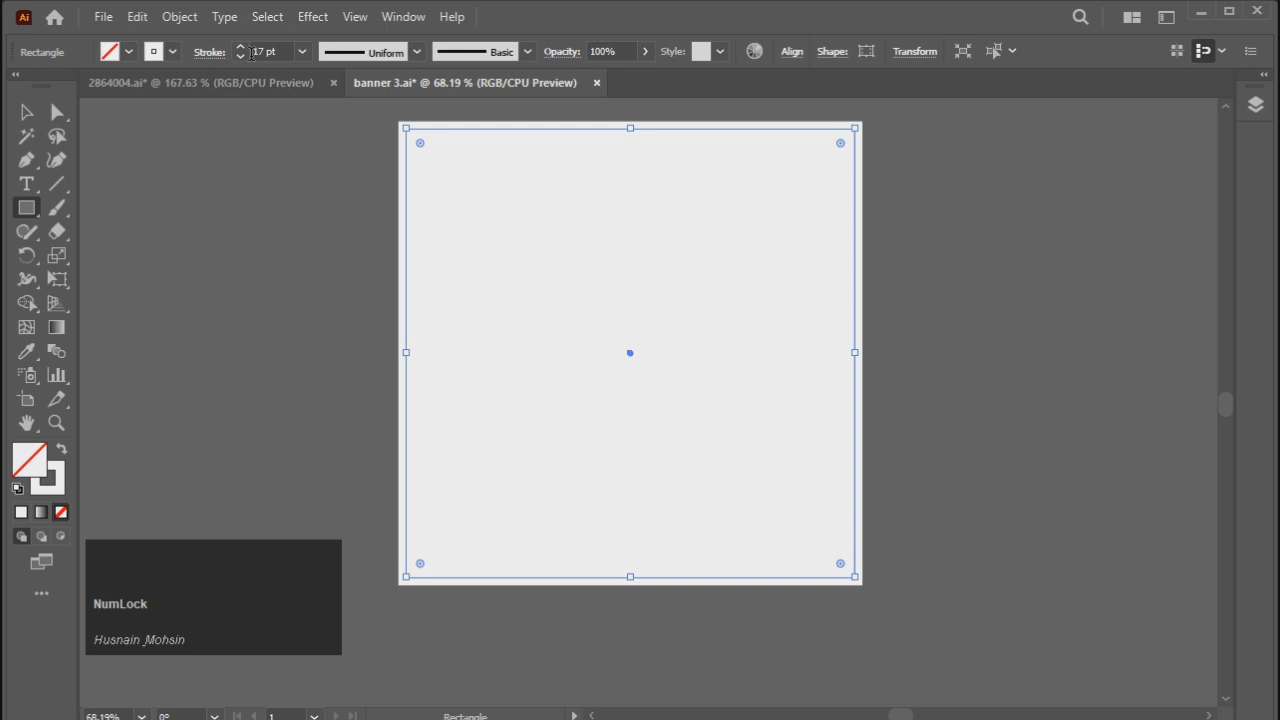 Ai File Edit Object Type Select Effect View Window Help
Rectangle Stroke: 17 pt Uniform Basic Opacity: 100% Style: Align Shape: Transform
2864004.ai* @ 167.63 % (RGB/CPU Preview) × banner 3.ai* @ 68.19 % (RGB/CPU Preview) ×
NumLock
Husnain_Mohsin
68.19% 0° 1 Rectangle